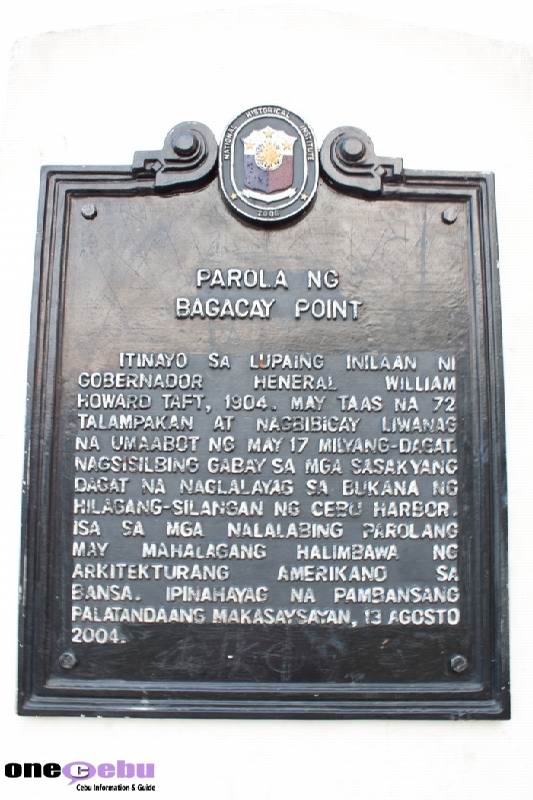 NATIONAL HISTORICAL INSTITUTE
2006
PAROLA NG
BAGACAY POINT
ITINAYO SA LUPAING INILAAN NI
GOBERNADOR HENERAL WILLIAM
HOWARD TAFT, 1904. MAY TAAS NA 72
TALAMPAKAN AT NAGBIBIGAY LIWANAG
NA UMAABOT NG MAY 17 MILYANG-DAGAT.
NAGSISILBING GABAY SA MGA SASAKYANG
DAGAT NA NAGLALAYAG SA BUKANA NG
HILAGANG-SILANGAN NG CEBU HARBOR.
ISA SA MGA NALALABING PAROLANG
MAY MAHALAGANG HALIMBAWA NG
ARKITEKTURANG AMERIKANO SA
BANSA. IPINAHAYAG NA PAMBANSANG
PALATANDAANG MAKASAYSAYAN, 13 AGOSTO
2004.
onecebu
Cebu Information & Guide